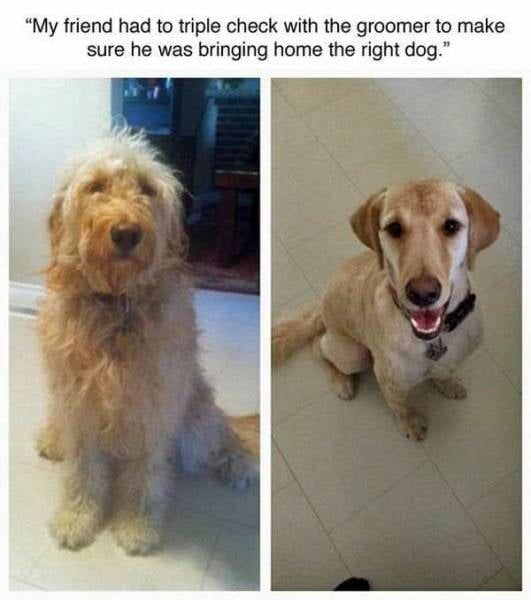 “My friend had to triple check with the groomer to make
sure he was bringing home the right dog.”